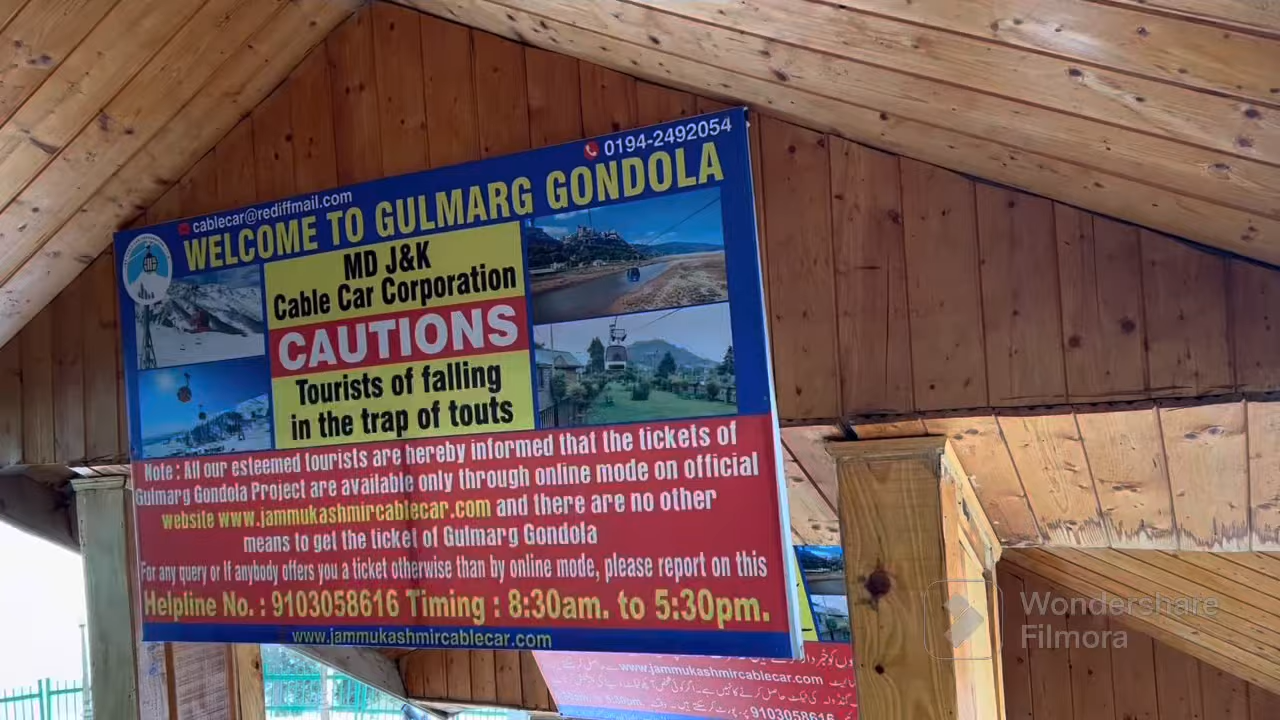 0194-2492054
cablecar@rediffmail.com
WELCOME TO GULMARG GONDOLA
MD J&K
Cable Car Corporation
CAUTIONS
Tourists of falling
in the trap of touts
Note : All our esteemed tourists are hereby informed that the tickets of
Gulmarg Gondola Project are available only through online mode on official
website www.jammukashmircablecar.com and there are no other
means to get the ticket of Gulmarg Gondola
For any query or If anybody offers you a ticket otherwise than by online mode, please report on this
Helpline No. : 9103058616 Timing : 8:30am. to 5:30pm.
www.jammukashmircablecar.com
www.jammukashmircablecar.com
5:30pm.
9103058616
Wondershare
Filmora